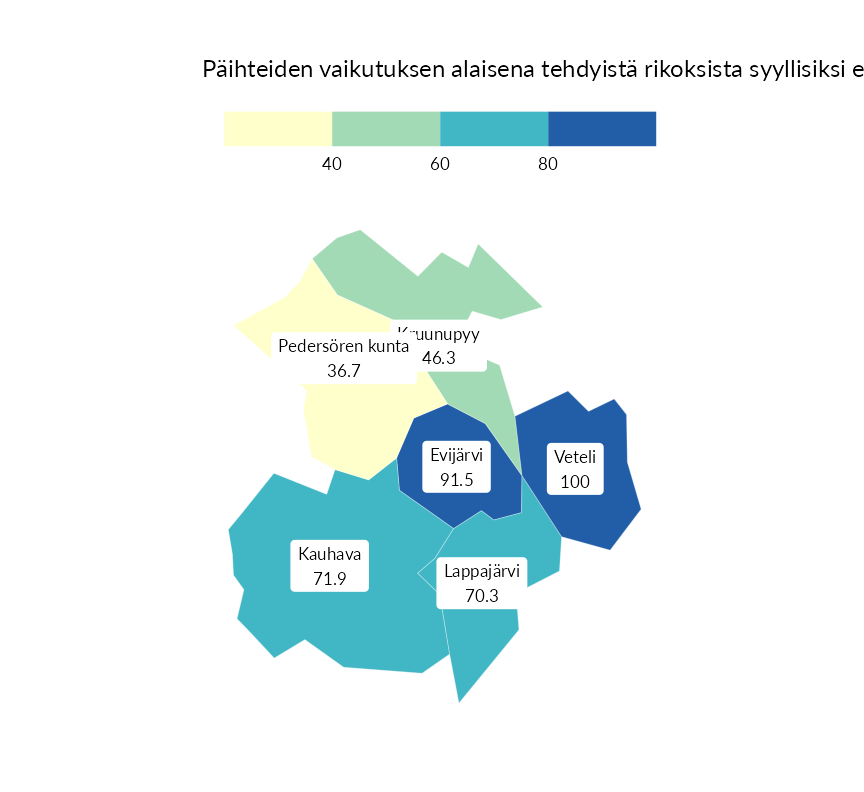 Päihteiden vaikutuksen alaisena tehdyistä rikoksista syyllisiksi e
40
60
80
Kruunupyy
46.3
Pedersören kunta
36.7
Evijärvi
91.5
Veteli
100
Kauhava
71.9
Lappajärvi
70.3